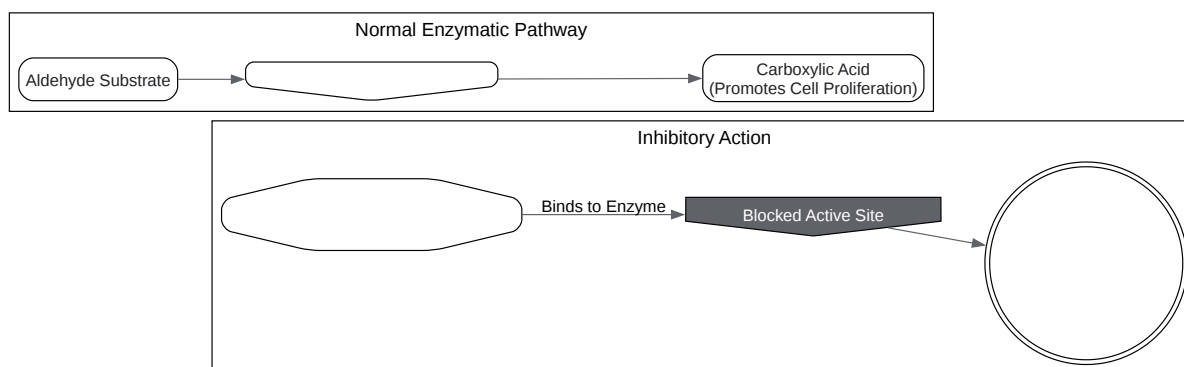 Normal Enzymatic Pathway
Aldehyde Substrate
Carboxylic Acid
(Promotes Cell Proliferation)
Inhibitory Action
Binds to Enzyme
Blocked Active Site